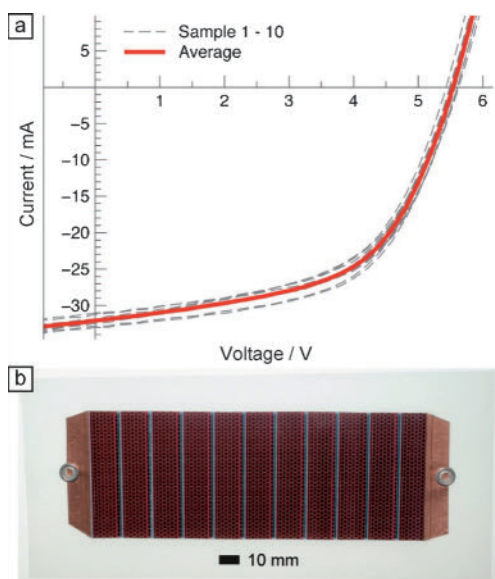 a
Sample 1 - 10
Average
5
1 2 3 4 5 6
-5
-10
-15
-20
-25
-30
Current / mA
Voltage / V
b
10 mm